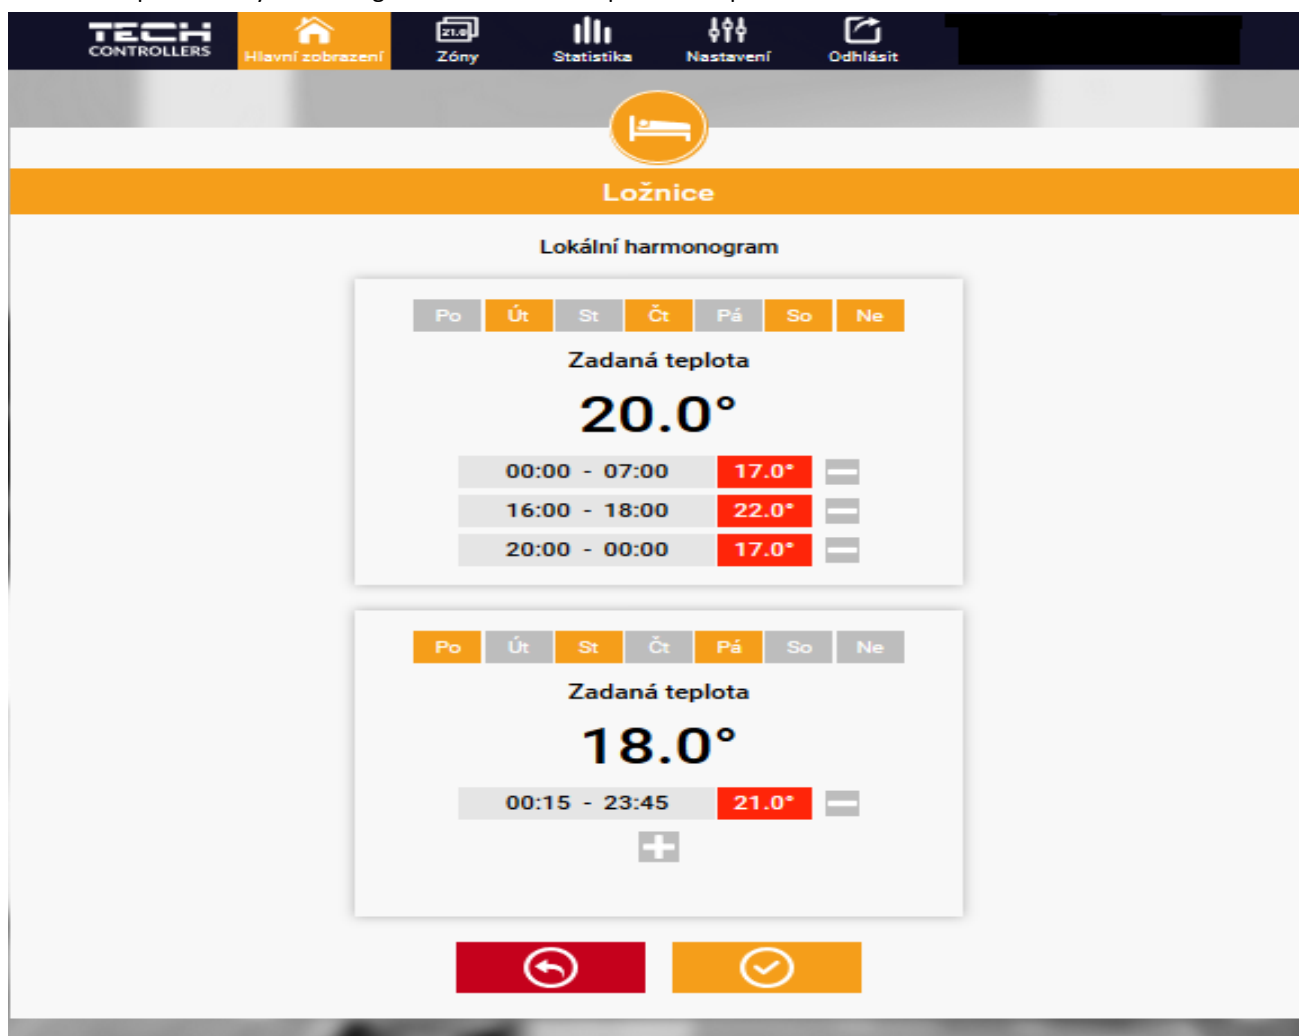 TECH
CONTROLLERS
Hlavní zobrazení
21.0
Zóny
Statistika
Nastavení
Odhlásit
Ložnice
Lokální harmonogram
Po Út St Čt Pá So Ne
Zadaná teplota
20.0°
00:00 - 07:00 17.0°
16:00 - 18:00 22.0°
20:00 - 00:00 17.0°
Po Út St Čt Pá So Ne
Zadaná teplota
18.0°
00:15 - 23:45 21.0°